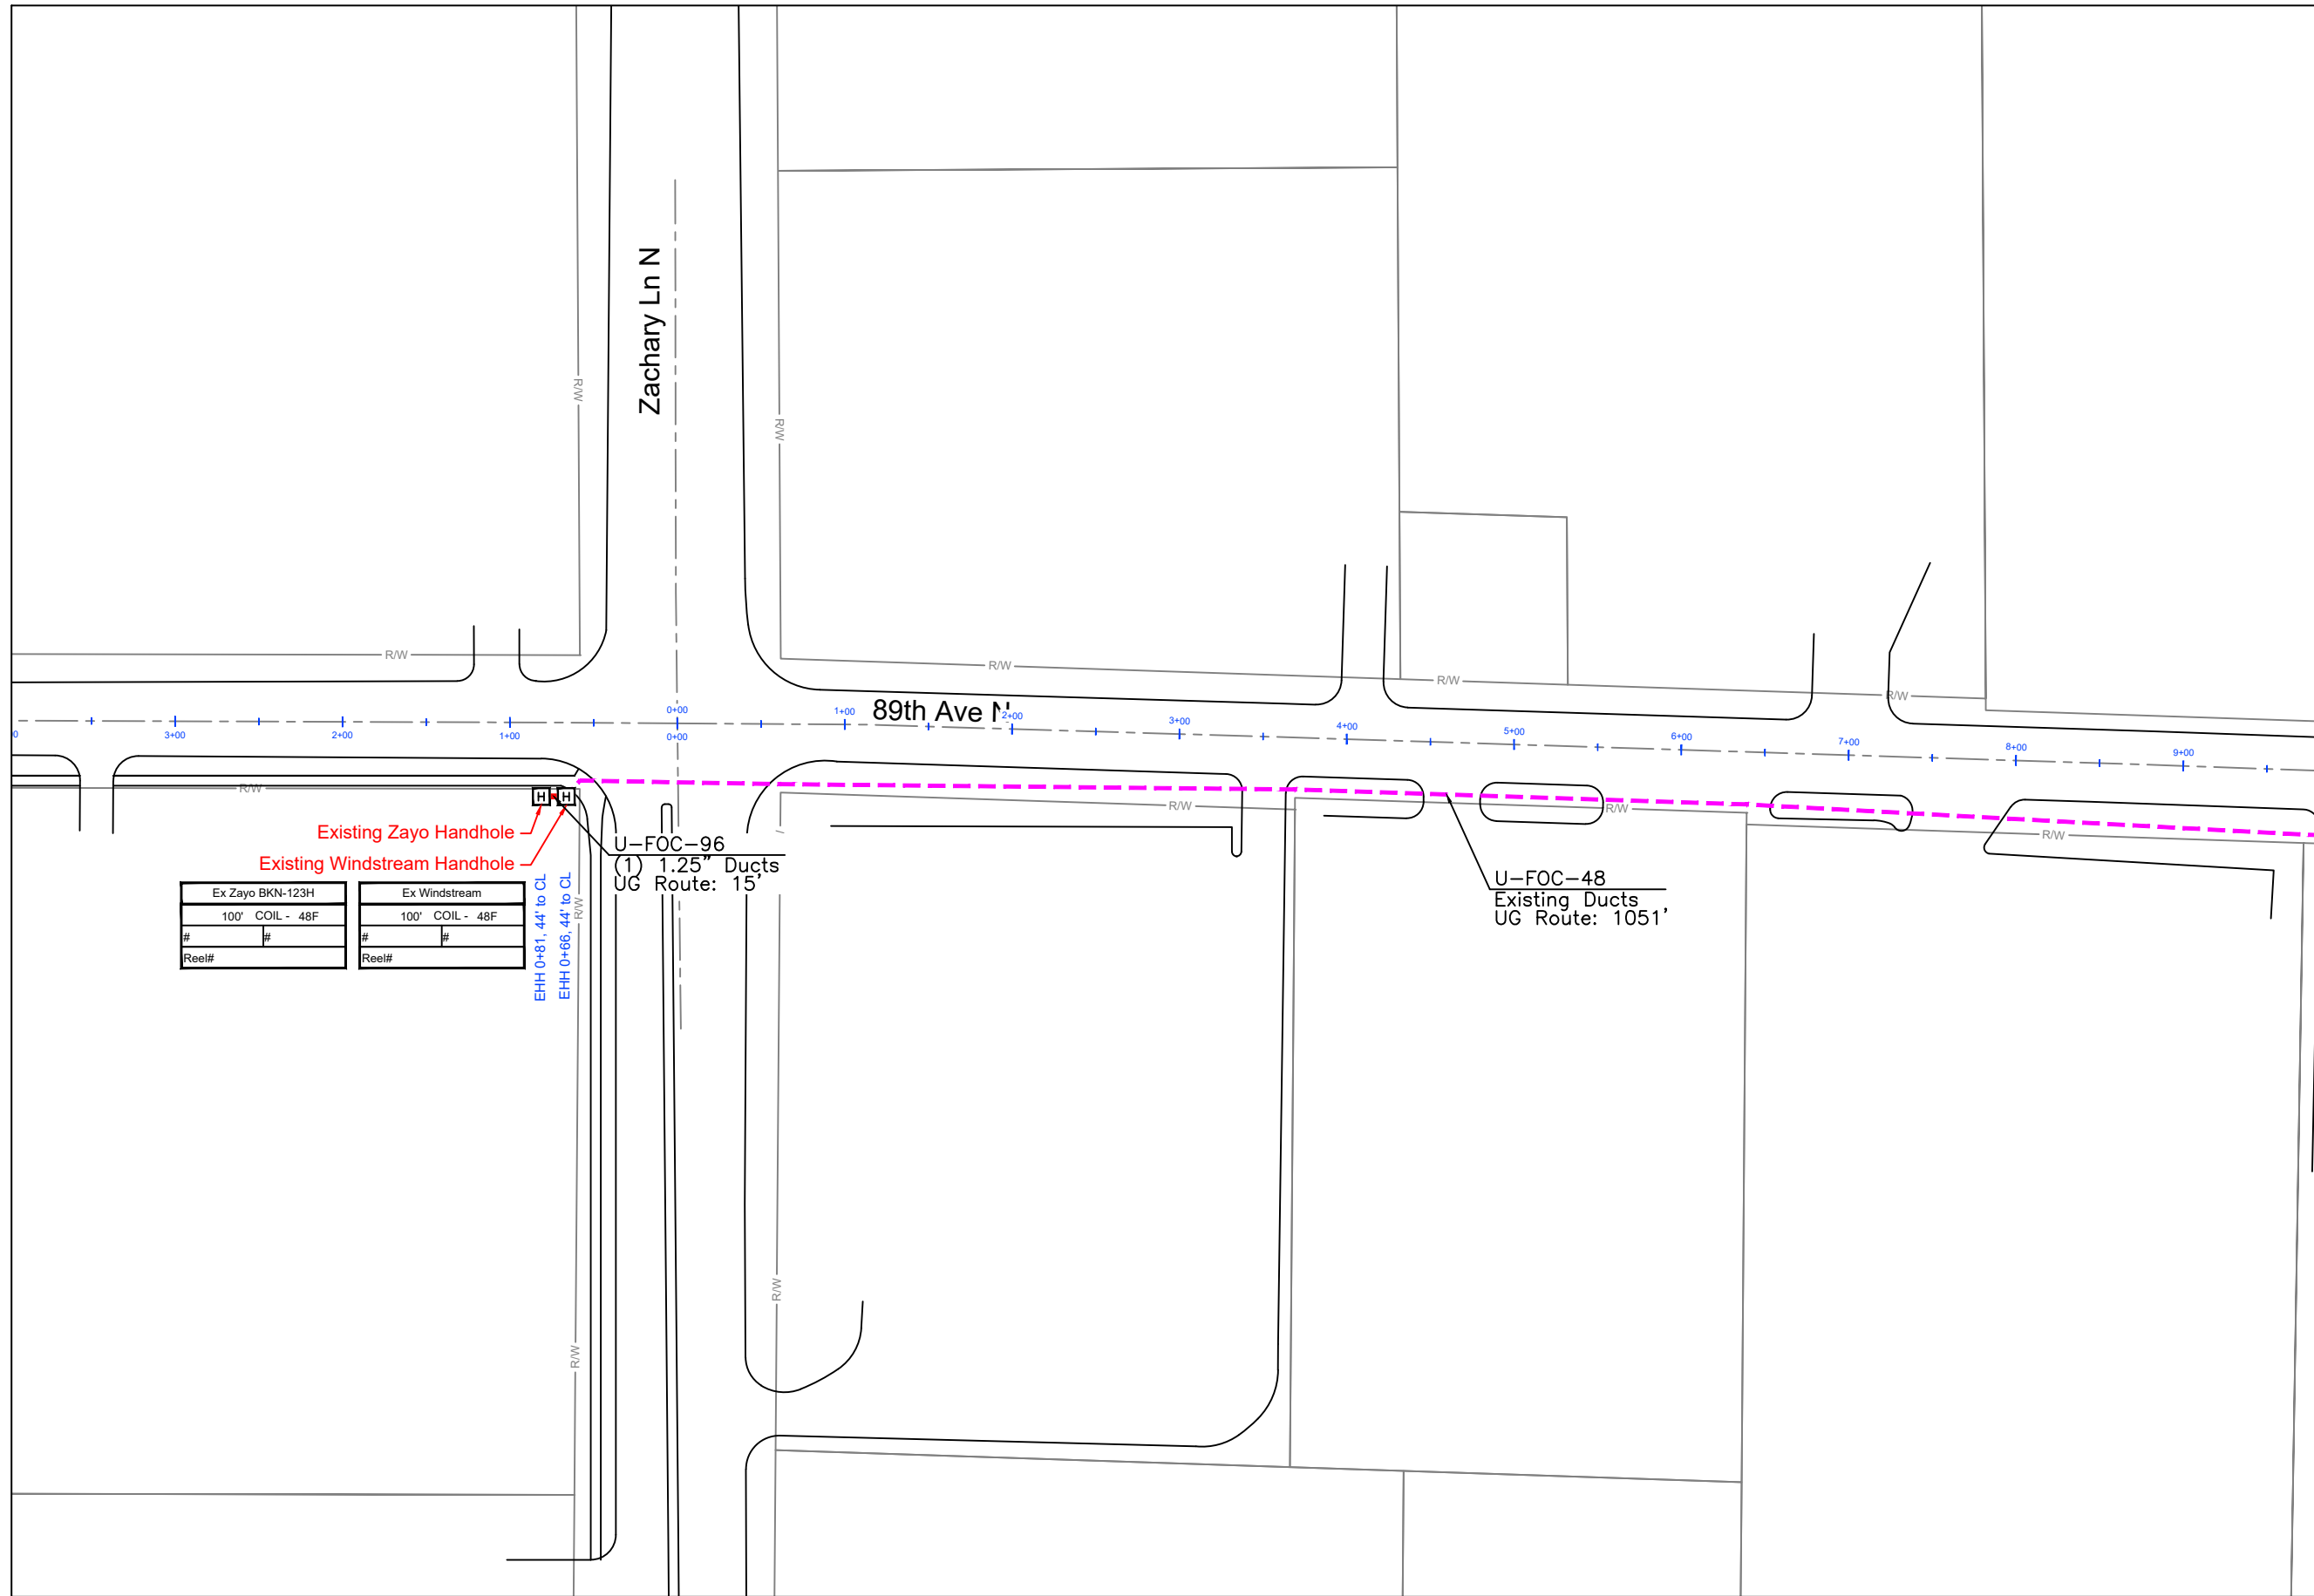 Zachary Ln N
R/W
R/W
R/W
R/W
R/W
R/W
89th Ave N
0+00
1+00
2+00
3+00
4+00
5+00
6+00
7+00
8+00
9+00
0
3+00
2+00
1+00
0+00
R/W
R/W
R/W
R/W
Existing Zayo Handhole
Existing Windstream Handhole
H
H
U-FOC-96
(1) 1.25" Ducts
UG Route: 15'
U-FOC-48
Existing Ducts
UG Route: 1051'
Ex Zayo BKN-123H
100' COIL - 48F
# #
Reel#
Ex Windstream
100' COIL - 48F
# #
Reel#
EHH 0+81, 44' to CL
EHH 0+66, 44' to CL
R/W
R/W
R/W